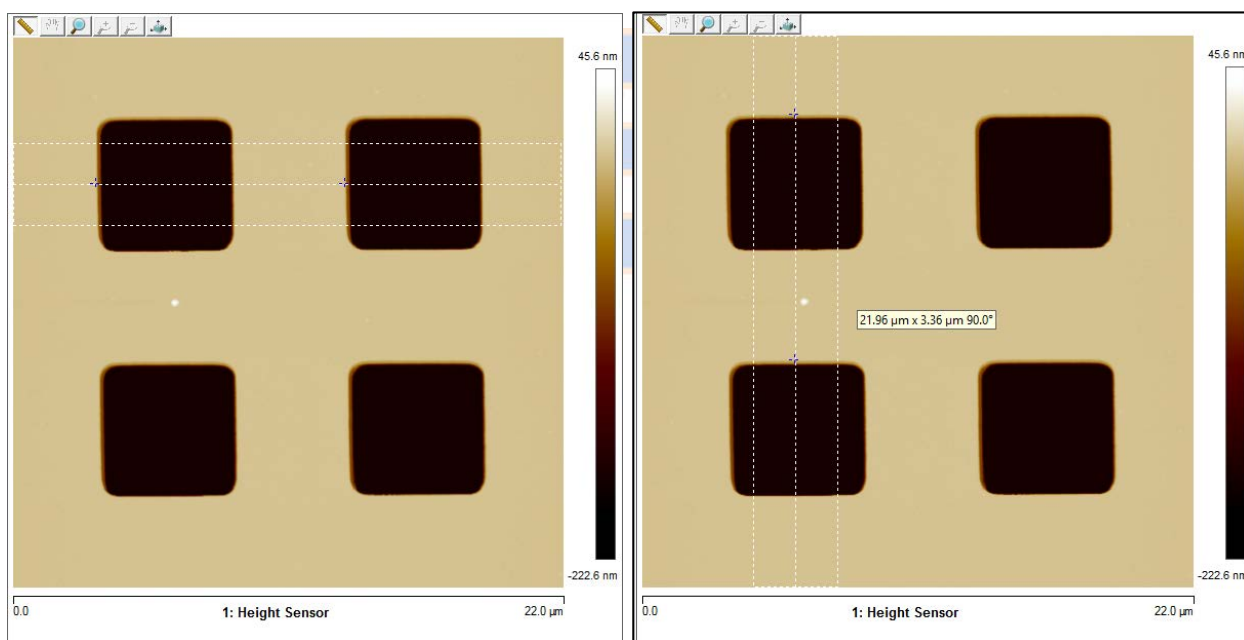 45.6 nm
-222.6 nm
0.0
1: Height Sensor
22.0 µm
45.6 nm
21.96 µm x 3.36 µm 90.0°
-222.6 nm
0.0
1: Height Sensor
22.0 µm